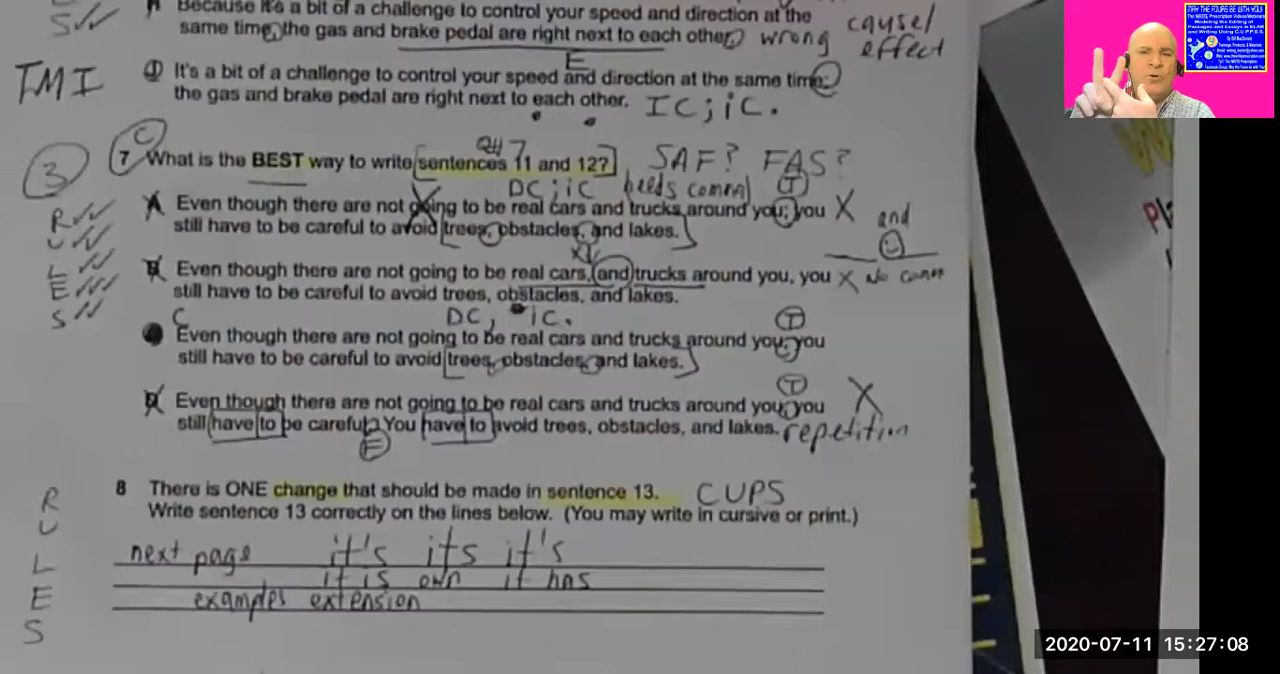 Because it's a bit of a challenge to control your speed and direction at the
same time, the gas and brake pedal are right next to each other. wrong cause/
effect
E
TMI
It's a bit of a challenge to control your speed and direction at the same time;
the gas and brake pedal are right next to each other. IC; ic.
C
3
7 What is the BEST way to write sentences 11 and 12? SAF? FAS?
DC; ic needs comma T
Even though there are not going to be real cars and trucks around you; you X and
still have to be careful to avoid trees, obstacles, and lakes.
Even though there are not going to be real cars, and trucks around you, you X no comm
still have to be careful to avoid trees, obstacles, and lakes.
C DC, ic. T
Even though there are not going to be real cars and trucks around you, you
still have to be careful to avoid trees, obstacles, and lakes.
T
Even though there are not going to be real cars and trucks around you, you X
still have to be careful. You have to avoid trees, obstacles, and lakes. repetition
E
R
U
L
E
S
8 There is ONE change that should be made in sentence 13. CUPS
Write sentence 13 correctly on the lines below. (You may write in cursive or print.)
next page it's its it's
it is own it has
examples extension
R
U
L
E
S
MAY THE FOURS BE WITH YOU!
2020-07-11 15:27:08